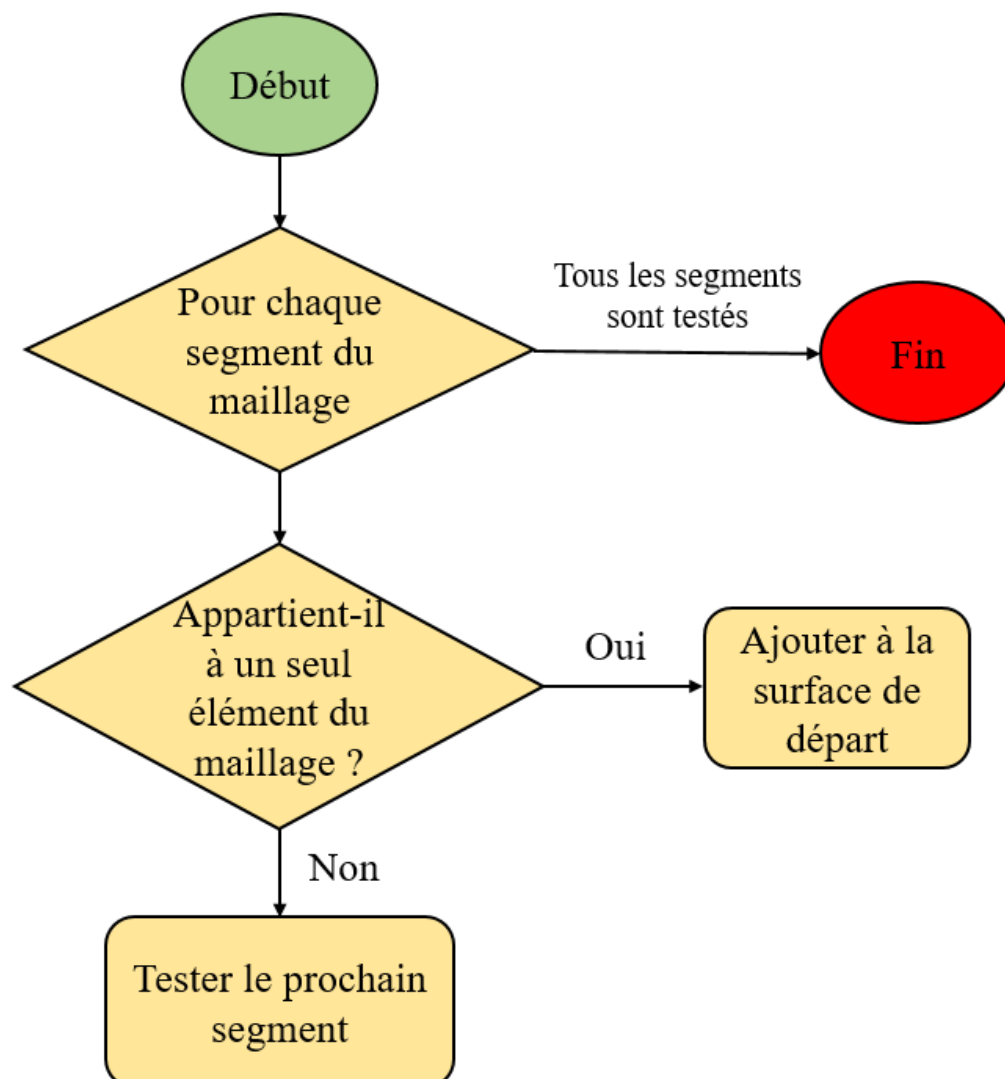 Début
Pour chaque
segment du
maillage
Tous les segments
sont testés
Fin
Appartient-il
à un seul
élément du
maillage ?
Oui
Ajouter à la
surface de
départ
Non
Tester le prochain
segment